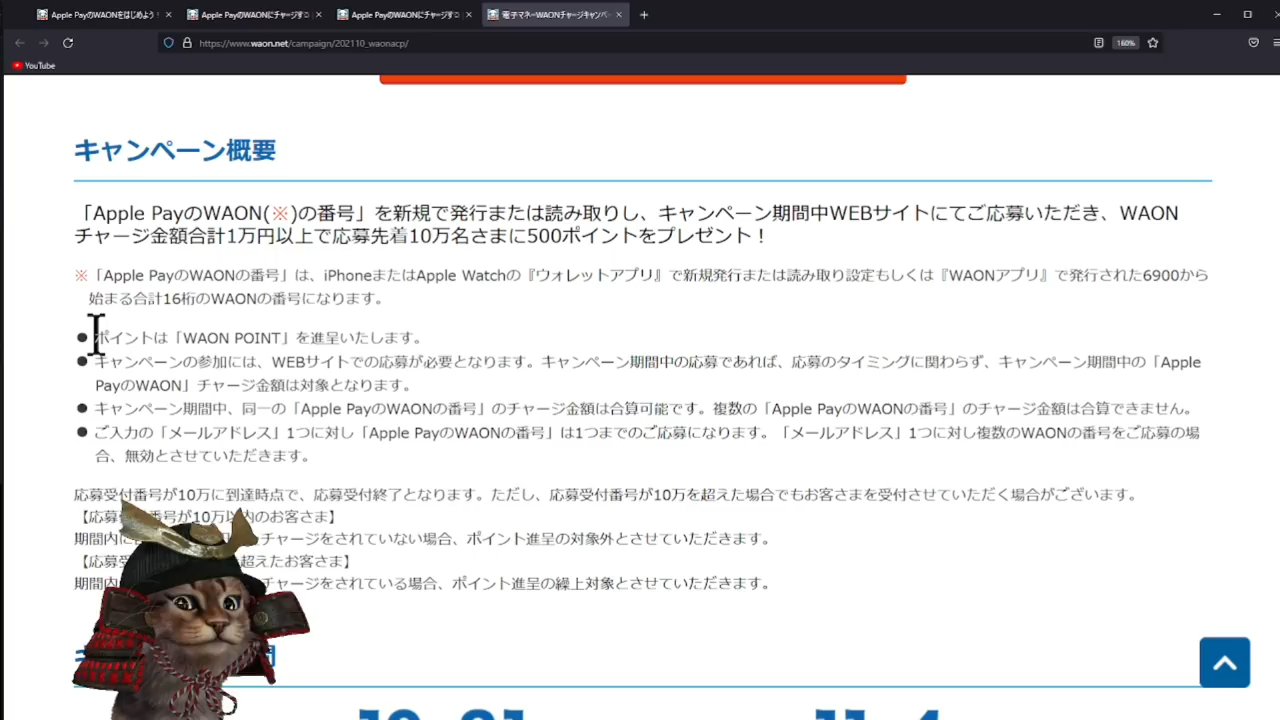 Apple PayのWAONをはじめよう！
Apple PayのWAONにチャージす
Apple PayのWAONにチャージす
電子マネーWAONチャージキャンペ
https://www.waon.net/campaign/202110_waonacp/
160%
YouTube
キャンペーン概要
「Apple PayのWAON(※)の番号」を新規で発行または読み取りし、キャンペーン期間中WEBサイトにてご応募いただき、WAON
チャージ金額合計1万円以上で応募先着10万名さまに500ポイントをプレゼント！
※「Apple PayのWAONの番号」は、iPhoneまたはApple Watchの『ウォレットアプリ』で新規発行または読み取り設定もしくは『WAONアプリ』で発行された6900から
始まる合計16桁のWAONの番号になります。
● ポイントは「WAON POINT」を進呈いたします。
● キャンペーンの参加には、WEBサイトでの応募が必要となります。キャンペーン期間中の応募であれば、応募のタイミングに関わらず、キャンペーン期間中の「Apple
PayのWAON」チャージ金額は対象となります。
● キャンペーン期間中、同一の「Apple PayのWAONの番号」のチャージ金額は合算可能です。複数の「Apple PayのWAONの番号」のチャージ金額は合算できません。
● ご入力の「メールアドレス」1つに対し「Apple PayのWAONの番号」は1つまでのご応募になります。「メールアドレス」1つに対し複数のWAONの番号をご応募の場
合、無効とさせていただきます。
応募受付番号が10万に到達時点で、応募受付終了となります。ただし、応募受付番号が10万を超えた場合でもお客さまを受付させていただく場合がございます。
【応募受付番号が10万以内のお客さま】
期間内に チャージをされていない場合、ポイント進呈の対象外とさせていただきます。
【応募受 超えたお客さま】
期間内 チャージをされている場合、ポイント進呈の繰上対象とさせていただきます。